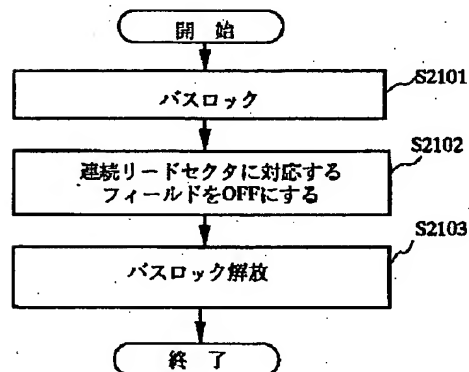 開 始
S2101
バスロック
S2102
連続リードセクタに対応する
フィールドをOFFにする
S2103
バスロック解放
終 了